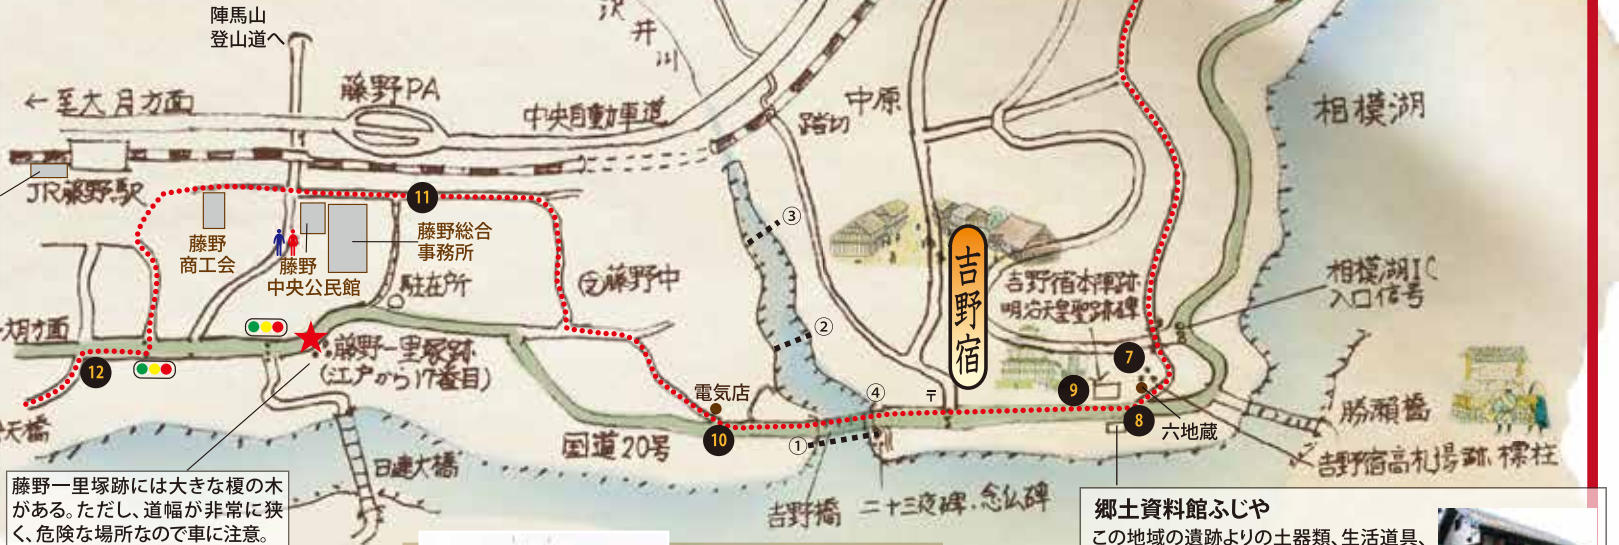 陣馬山
登山道へ
沢井川
←至大月方面
藤野PA
中央自動車道
踏切
中原
相模湖
JR藤野駅
11
藤野
商工会
藤野
中央公民館
藤野総合
事務所
駐在所
文藤野中
③
②
④
①
吉野宿
吉野宿本陣跡
明治天皇聖跡碑
相模湖IC
入口信号
月方面
12
藤野一里塚跡
(江戸から17番目)
電気店
10
〒
7
9
8
六地蔵
勝瀬橋
吉野宿高札場跡、標柱
天橋
日連大橋
国道20号
吉野橋
二十三夜碑・念仏碑
藤野一里塚跡には大きな榎の木
がある。ただし、道幅が非常に狭
く、危険な場所なので車に注意。
郷土資料館ふじや
この地域の遺跡よりの土器類、生活道具、